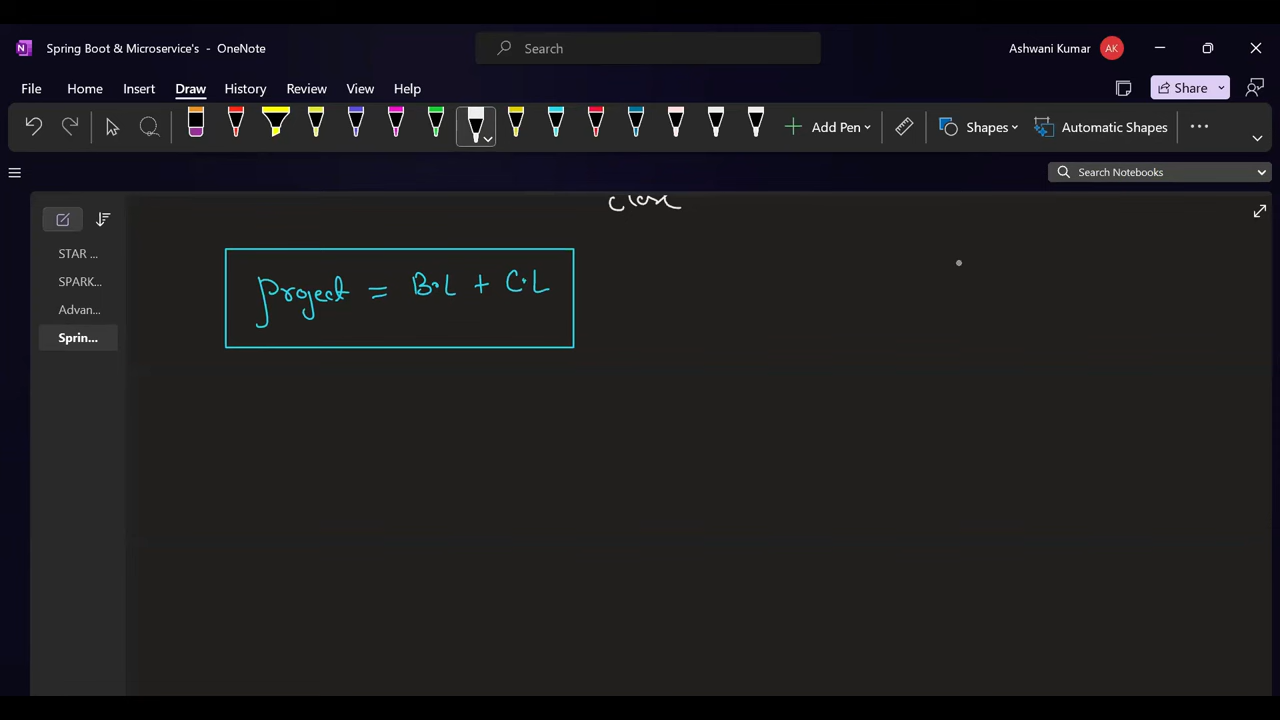 Spring Boot & Microservice's - OneNote
Search
Ashwani Kumar AK
File Home Insert Draw History Review View Help
Share
Add Pen
Shapes
Automatic Shapes
Search Notebooks
close
STAR ...
SPARK...
Advan...
Sprin...
project = B.L + C.L